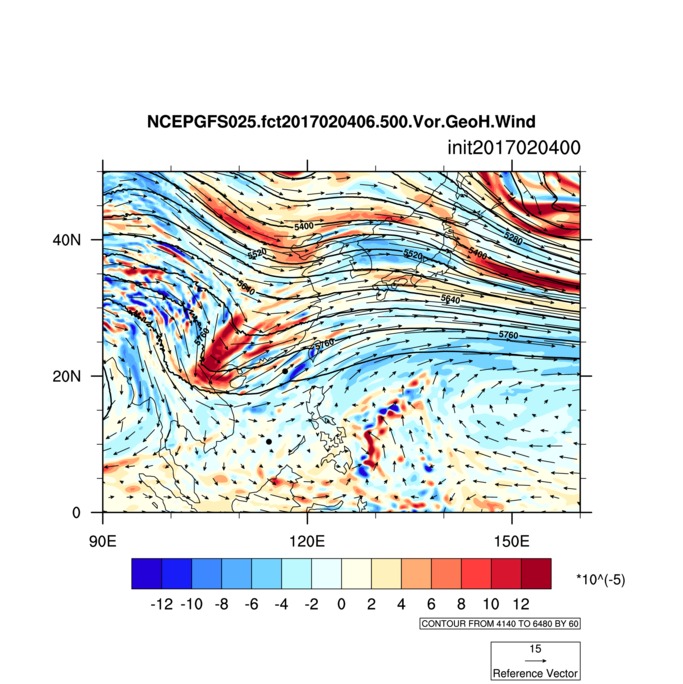 NCEPGFS025.fct2017020406.500.Vor.GeoH.Wind
init2017020400
5400
5280
5520
5520
5400
5640
5640
5760
5760
5760
40N
20N
0
90E 120E 150E
-12 -10 -8 -6 -4 -2 0 2 4 6 8 10 12
*10^(-5)
CONTOUR FROM 4140 TO 6480 BY 60
15
Reference Vector